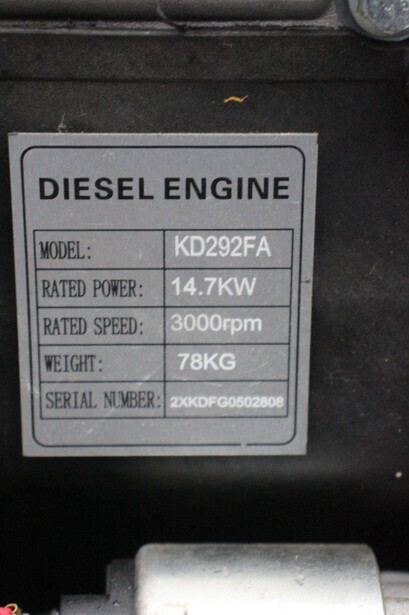 DIESEL ENGINE
MODEL: KD292FA
RATED POWER: 14.7KW
RATED SPEED: 3000rpm
WEIGHT: 78KG
SERIAL NUMBER: 2XKDFG0502808